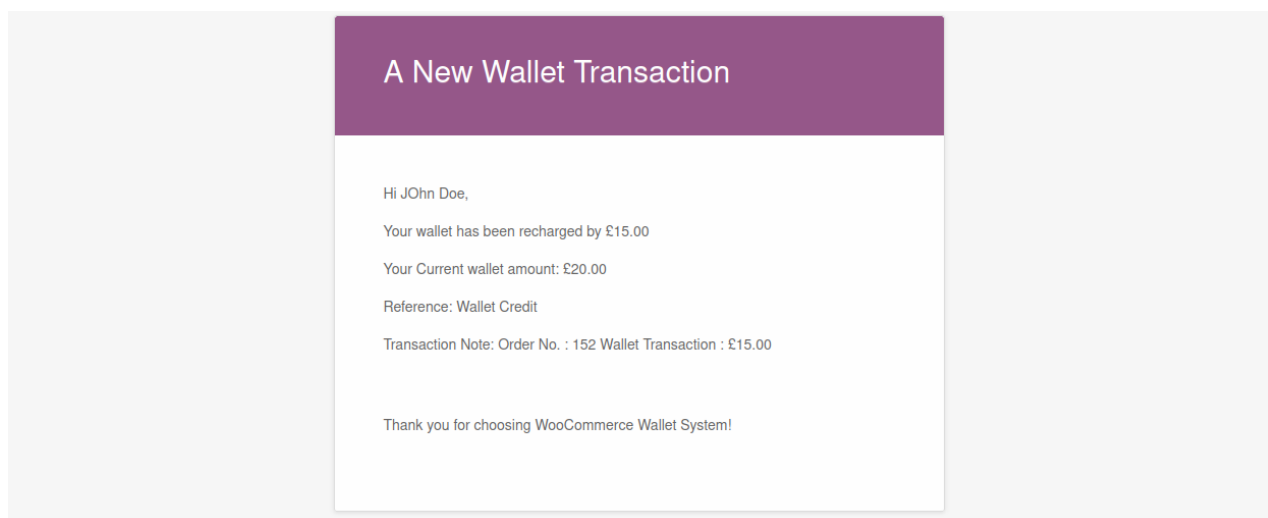 A New Wallet Transaction
Hi JOhn Doe,
Your wallet has been recharged by £15.00
Your Current wallet amount: £20.00
Reference: Wallet Credit
Transaction Note: Order No. : 152 Wallet Transaction : £15.00
Thank you for choosing WooCommerce Wallet System!